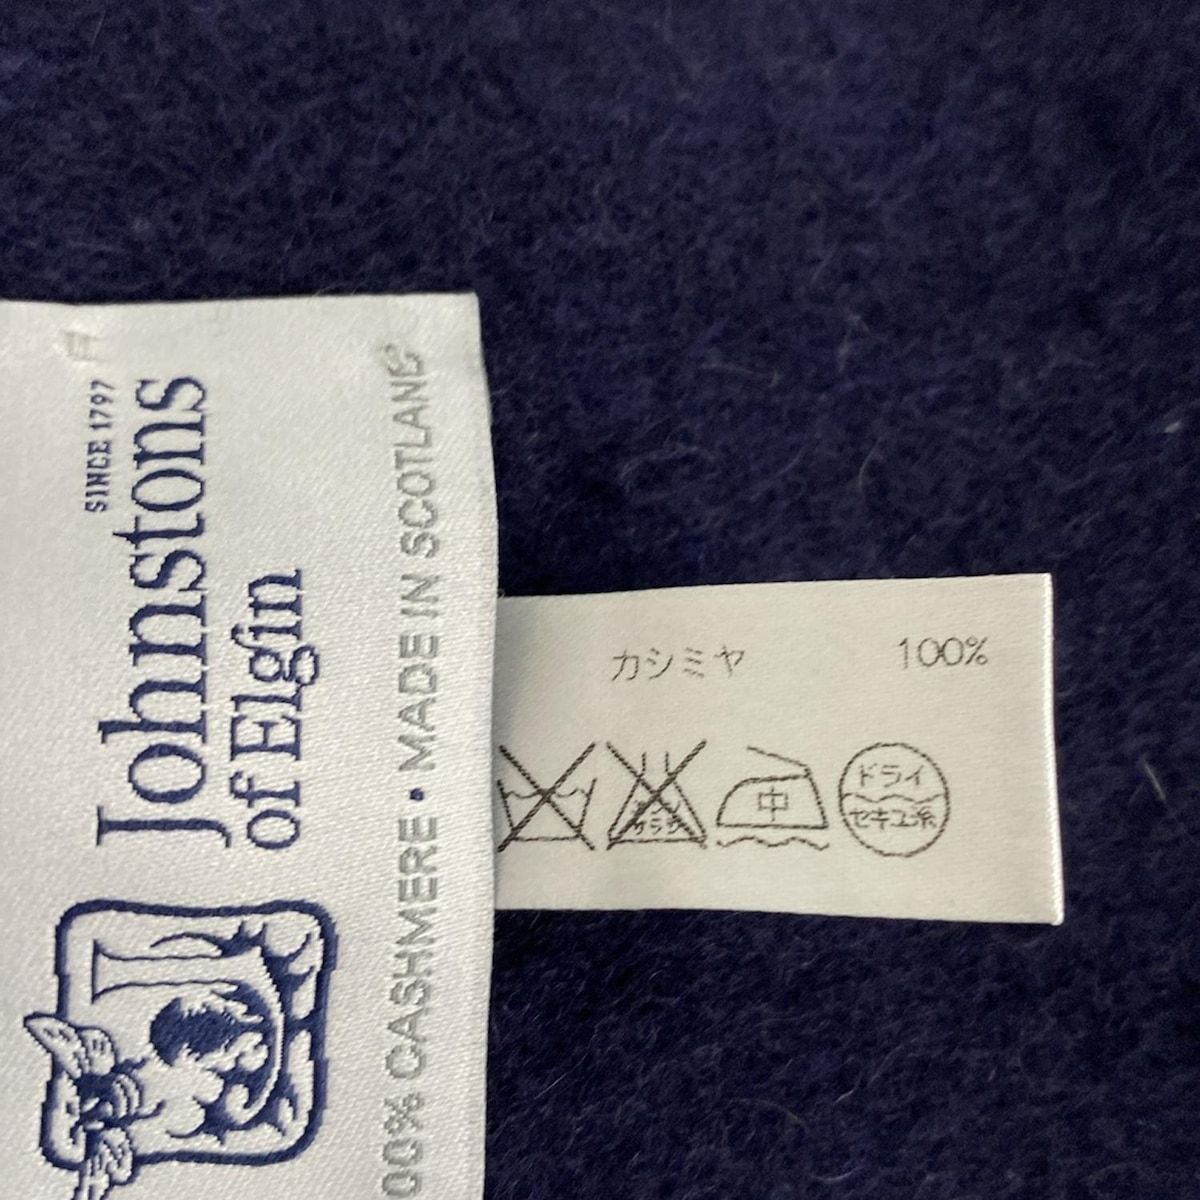 SINCE 1797
Johnstons
of Elgin
00% CASHMERE · MADE IN SCOTLAND
カシミヤ 100%
中
ドライ
セキユ系